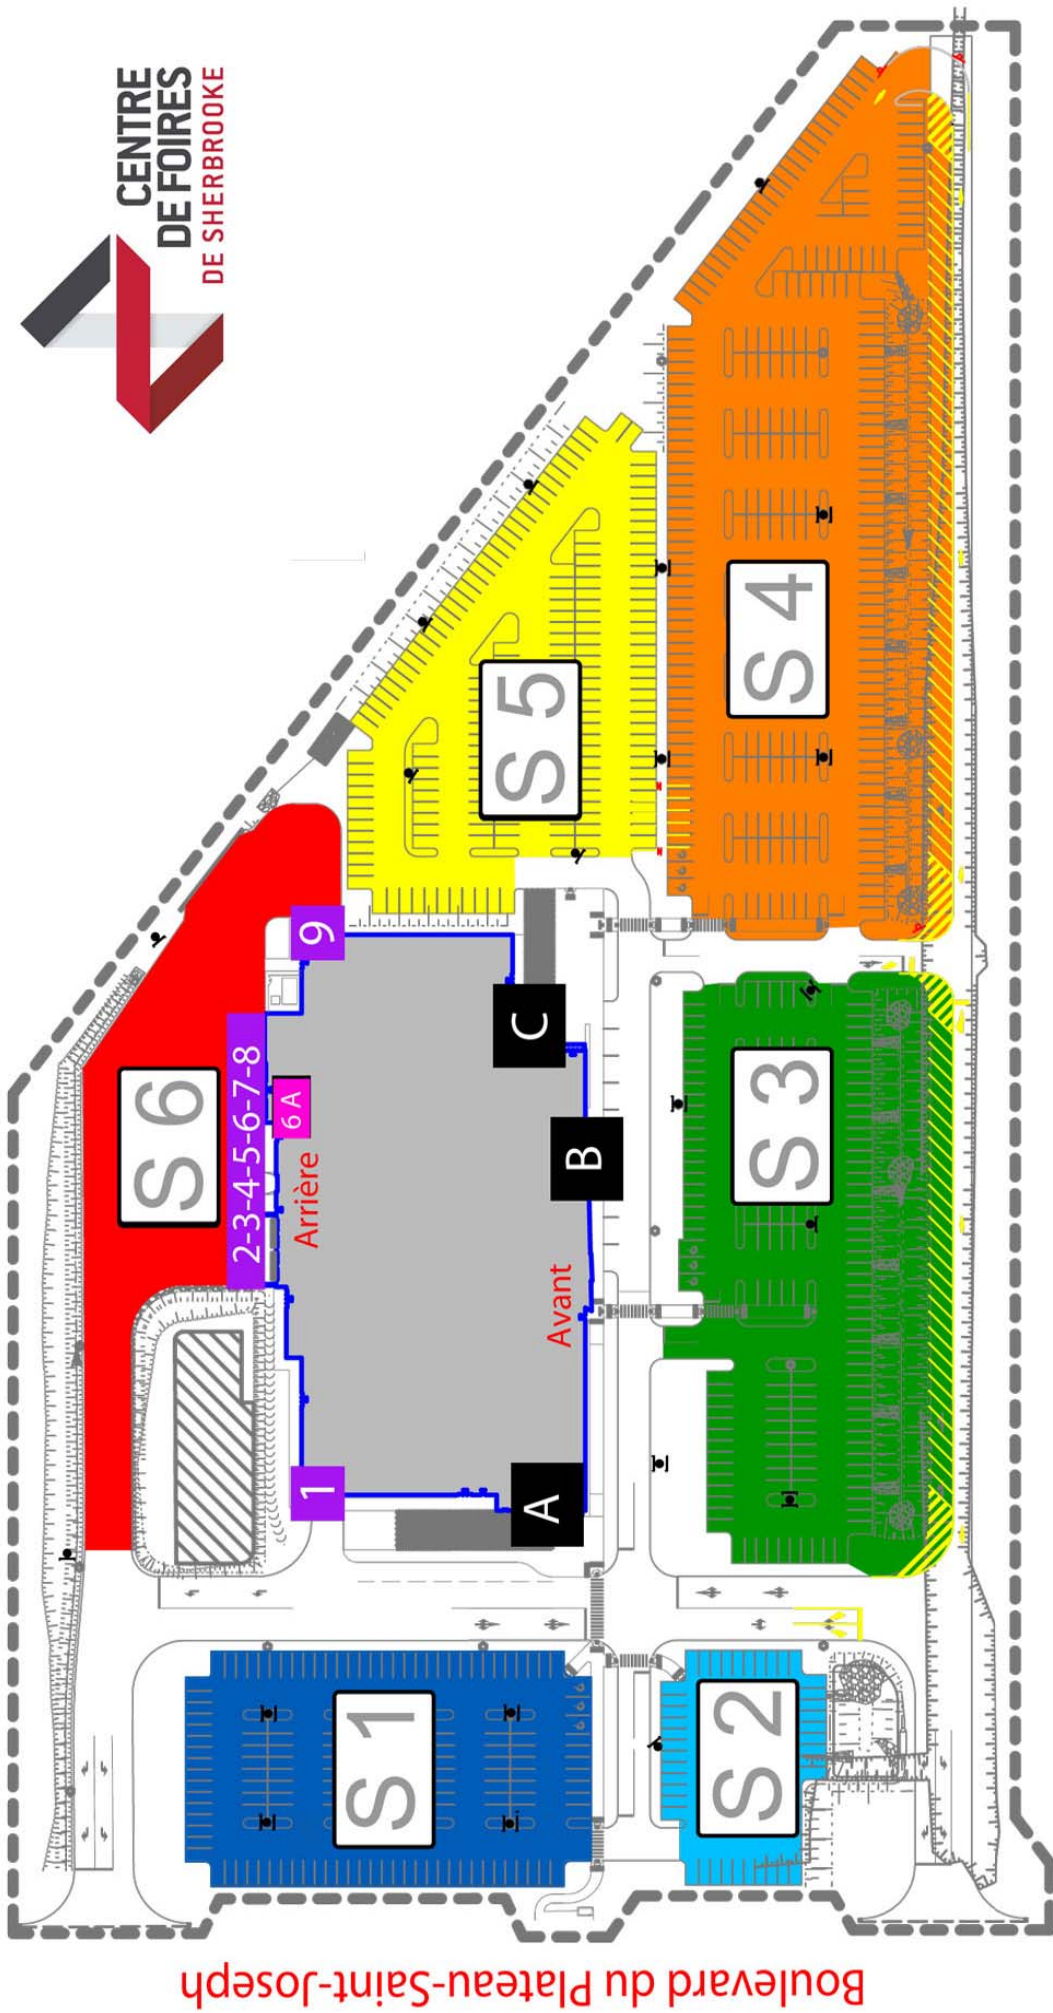 CENTRE
DE FOIRES
DE SHERBROOKE
S 6
2-3-4-5-6-7-8
6 A
9
1
Arrière
Avant
A
B
C
S 5
S 4
S 3
S 1
S 2
Boulevard du Plateau-Saint-Joseph